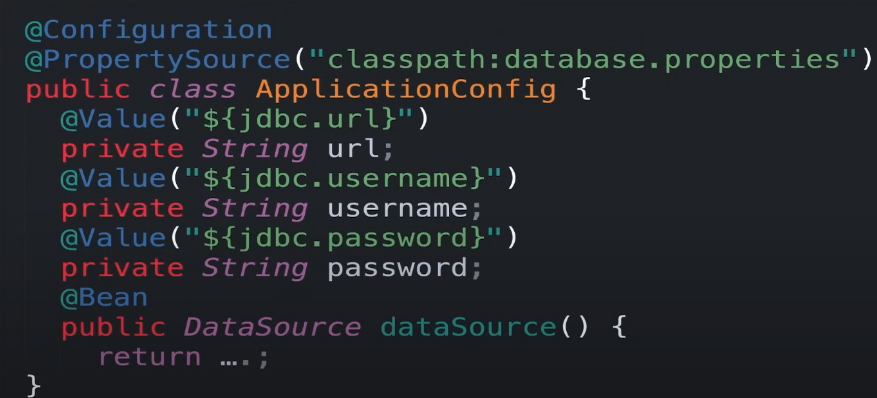 @Configuration
@PropertySource("classpath:database.properties")
public class ApplicationConfig {
@Value("${jdbc.url}")
private String url;
@Value("${jdbc.username}")
private String username;
@Value("${jdbc.password}")
private String password;
@Bean
public DataSource dataSource() {
return ….;
}